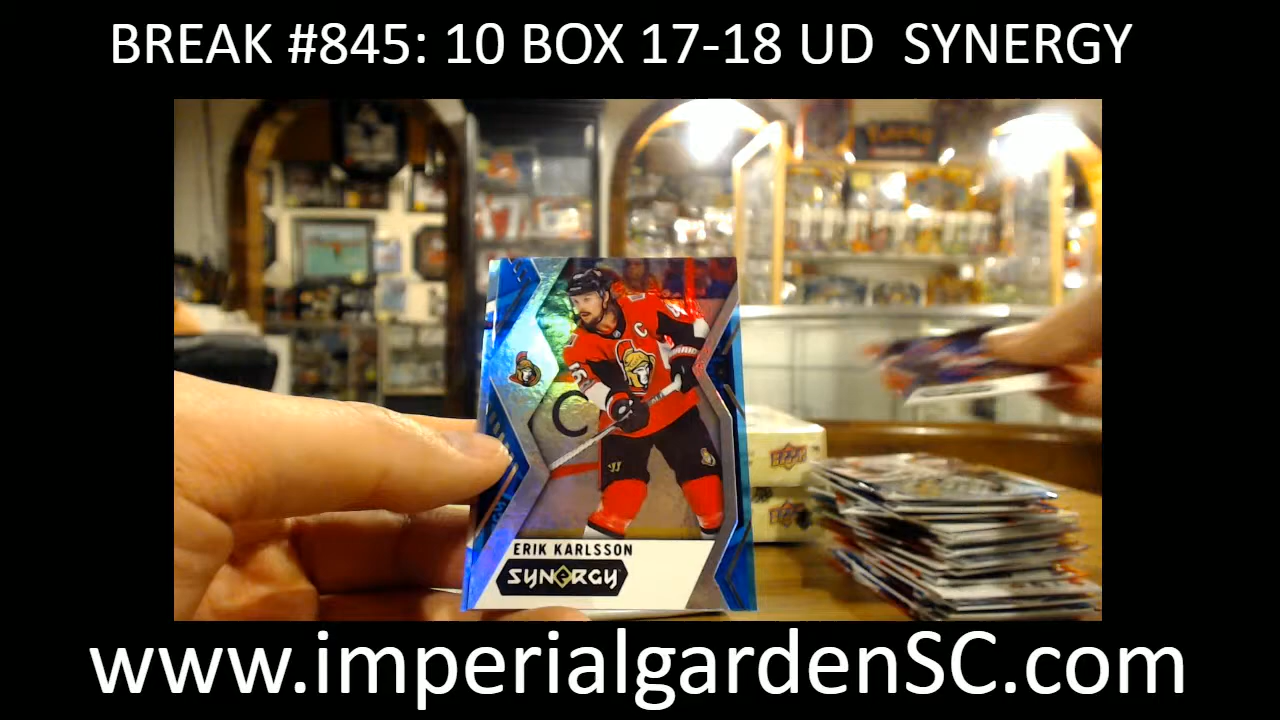 BREAK #845: 10 BOX 17-18 UD SYNERGY
C
C
ERIK KARLSSON
SYNERGY
www.imperialgardenSC.com